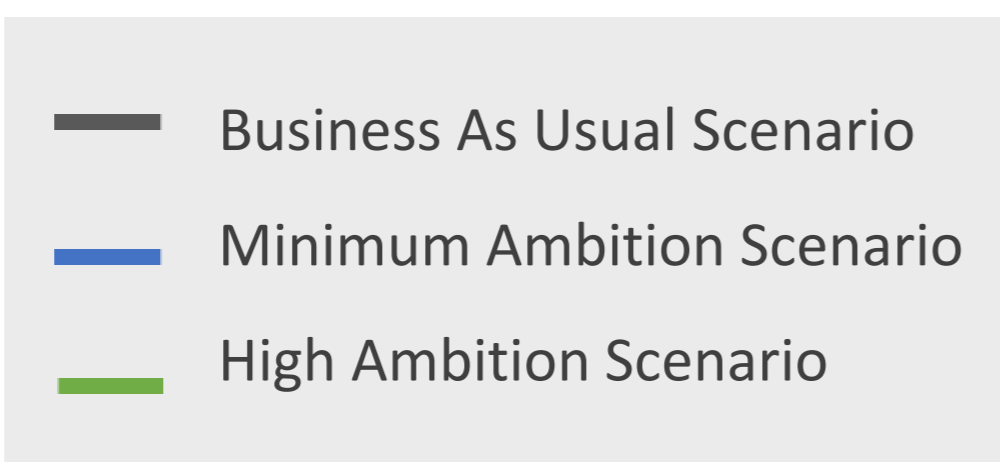 Business As Usual Scenario
Minimum Ambition Scenario
High Ambition Scenario